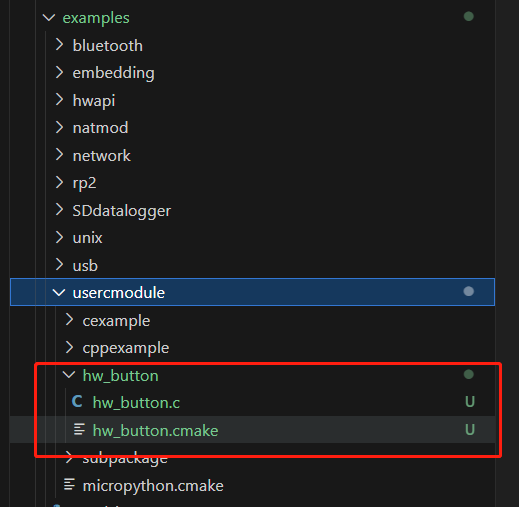 examples
bluetooth
embedding
hwapi
natmod
network
rp2
SDdatalogger
unix
usb
usercmodule
cexample
cppexample
hw_button
C hw_button.c U
hw_button.cmake U
subpackage
micropython.cmake